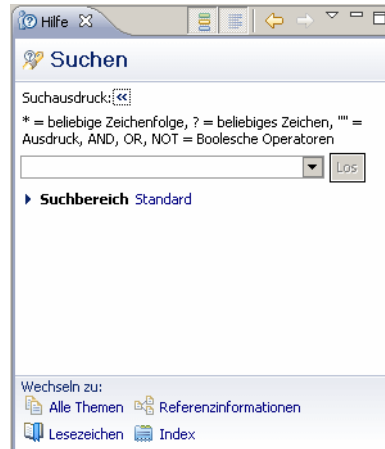 Hilfe
Suchen
Suchausdruck: <<
* = beliebige Zeichenfolge, ? = beliebiges Zeichen, "" =
Ausdruck, AND, OR, NOT = Boolesche Operatoren
Los
Suchbereich Standard
Wechseln zu:
Alle Themen Referenzinformationen
Lesezeichen Index